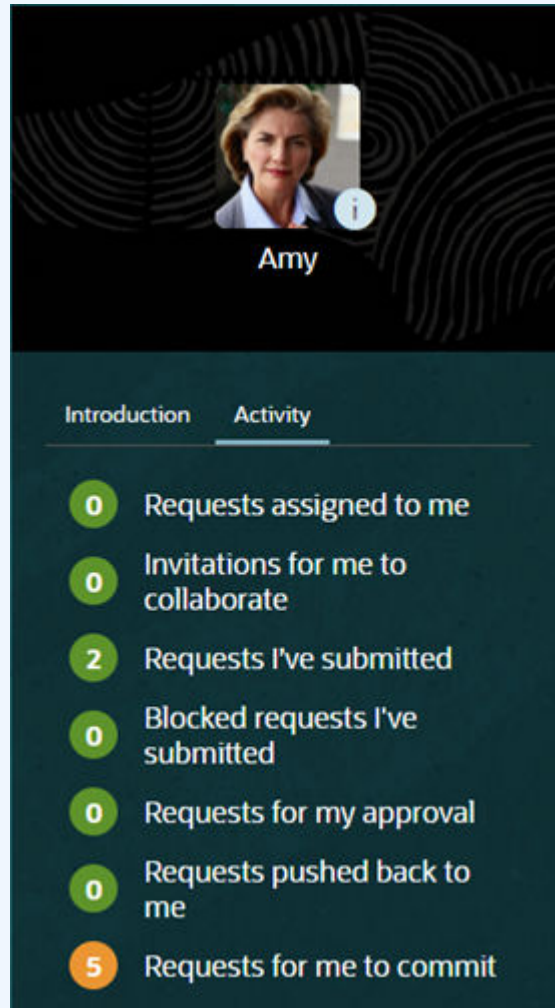 i
Amy
Introduction Activity
0 Requests assigned to me
0 Invitations for me to
collaborate
2 Requests I've submitted
0 Blocked requests I've
submitted
0 Requests for my approval
0 Requests pushed back to
me
5 Requests for me to commit